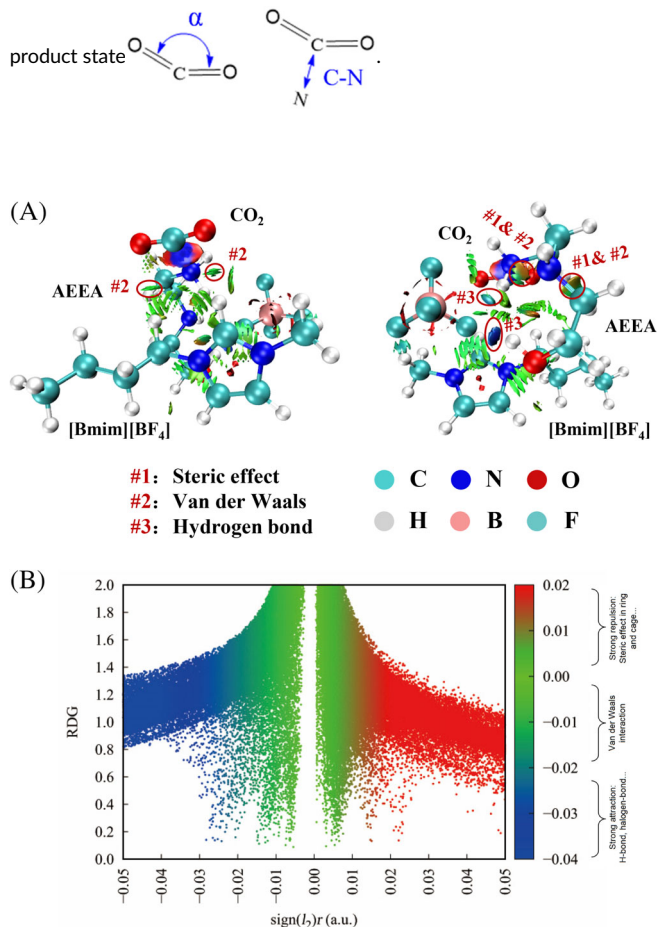 α
O C O
product state
O C O
C-N
N
.
(A)
CO2
#2
#2
AEEA
[Bmim][BF4]
CO2
#1& #2
#1& #2
#3
#3
AEEA
[Bmim][BF4]
#1: Steric effect
#2: Van der Waals
#3: Hydrogen bond
C N O
H B F
(B)
RDG
2.0
1.8
1.6
1.4
1.2
1.0
0.8
0.6
0.4
0.2
0.0
−0.05 −0.04 −0.03 −0.02 −0.01 0.00 0.01 0.02 0.03 0.04 0.05
sign(l2)r (a.u.)
0.02
0.01
0.00
−0.01
−0.02
−0.03
−0.04
Strong repulsion:
Steric effect in ring
and cage...
Van der Waals
interaction
Strong attraction:
H-bond, halogen-bond...